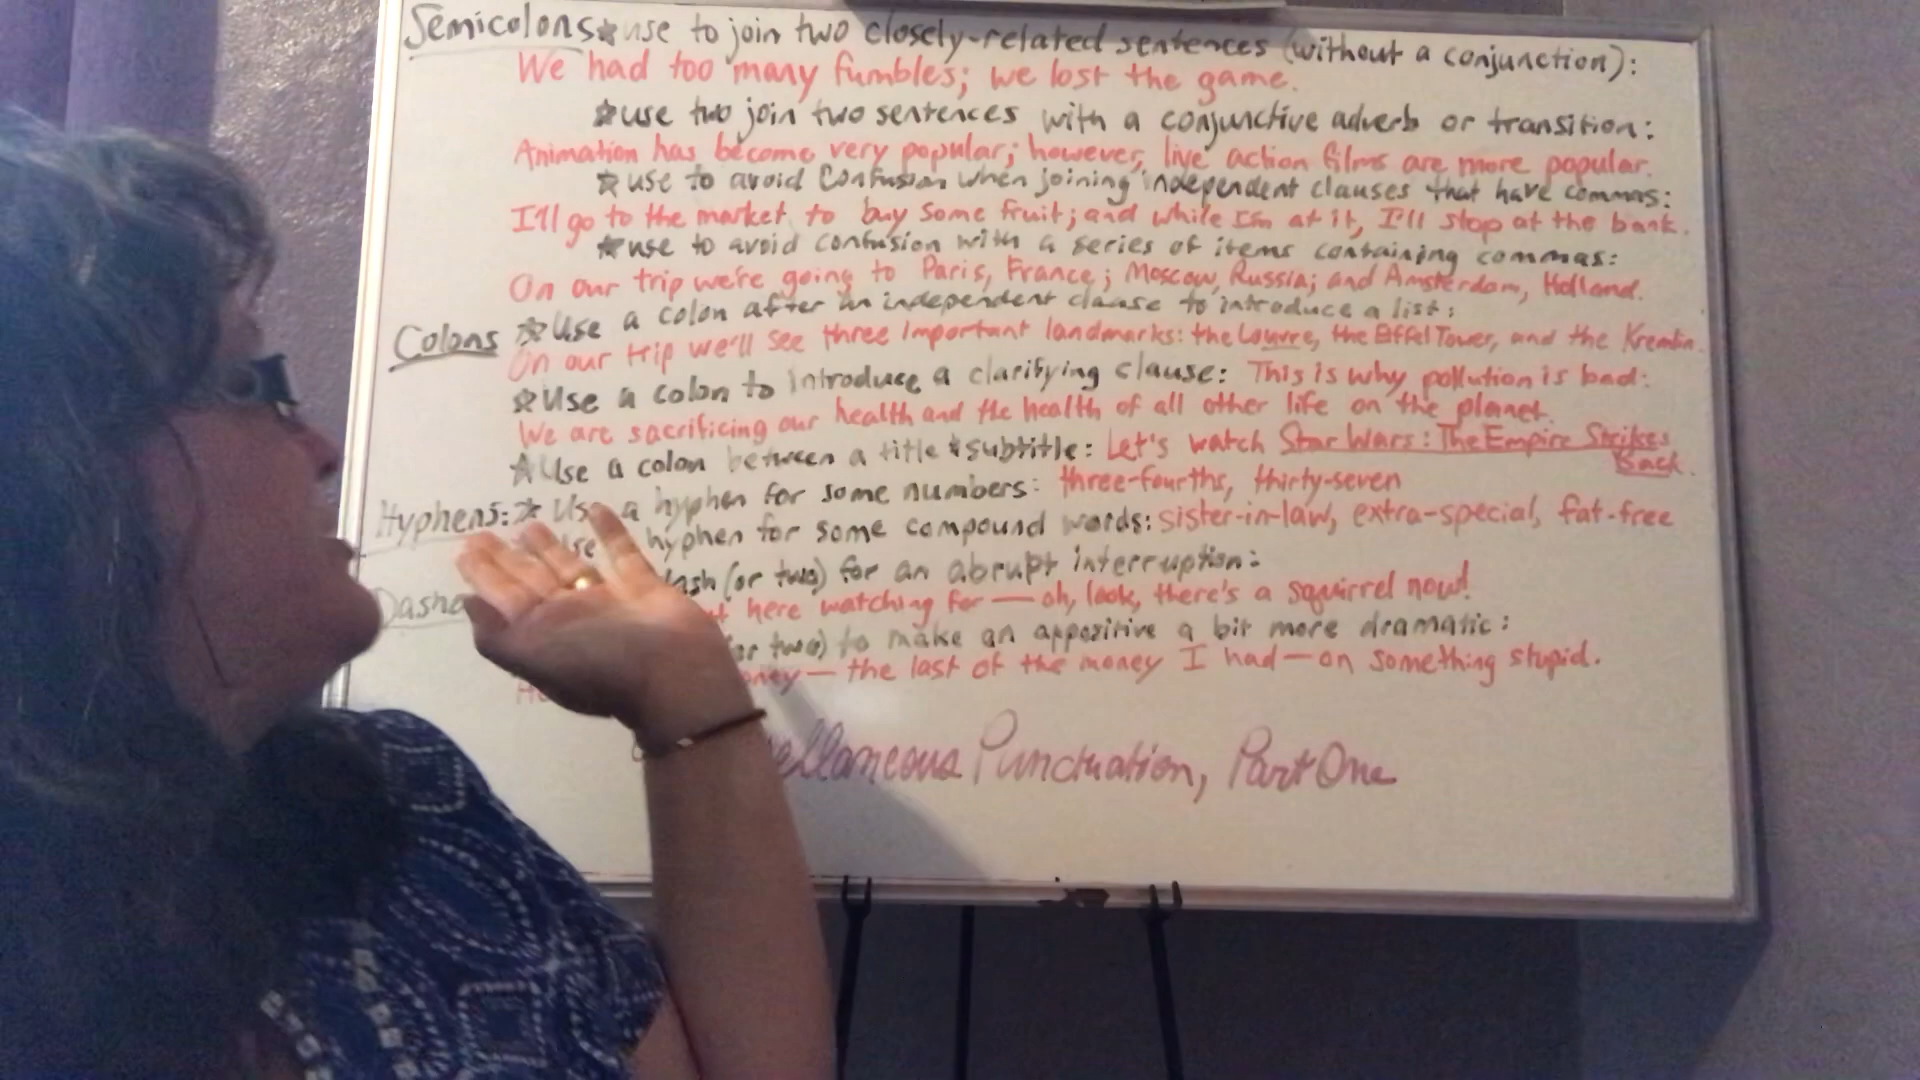 Semicolons ☆ use to join two closely-related sentences (without a conjunction):
We had too many fumbles; we lost the game.
☆ use two join two sentences with a conjunctive adverb or transition:
Animation has become very popular; however, live action films are more popular.
☆ use to avoid confusion when joining independent clauses that have commas:
I'll go to the market to buy some fruit; and while I'm at it, I'll stop at the bank.
☆ use to avoid confusion with a series of items containing commas:
On our trip we're going to Paris, France; Moscow, Russia; and Amsterdam, Holland.
Colons ☆ Use a colon after an independent clause to introduce a list:
On our trip we'll see three important landmarks: the Louvre, the Eiffel Tower, and the Kremlin.
☆ Use a colon to introduce a clarifying clause: This is why pollution is bad:
We are sacrificing our health and the health of all other life on the planet.
☆ Use a colon between a title & subtitle: Let's watch Star Wars: The Empire Strikes
Back.
Hyphens: ☆ Use a hyphen for some numbers: three-fourths, thirty-seven
hyphen for some compound words: sister-in-law, extra-special, fat-free
(or two) for an abrupt interruption:
here watching for — oh, look, there's a squirrel now!
(or two) to make an appositive a bit more dramatic:
— the last of the money I had — on something stupid.
Punctuation, Part One